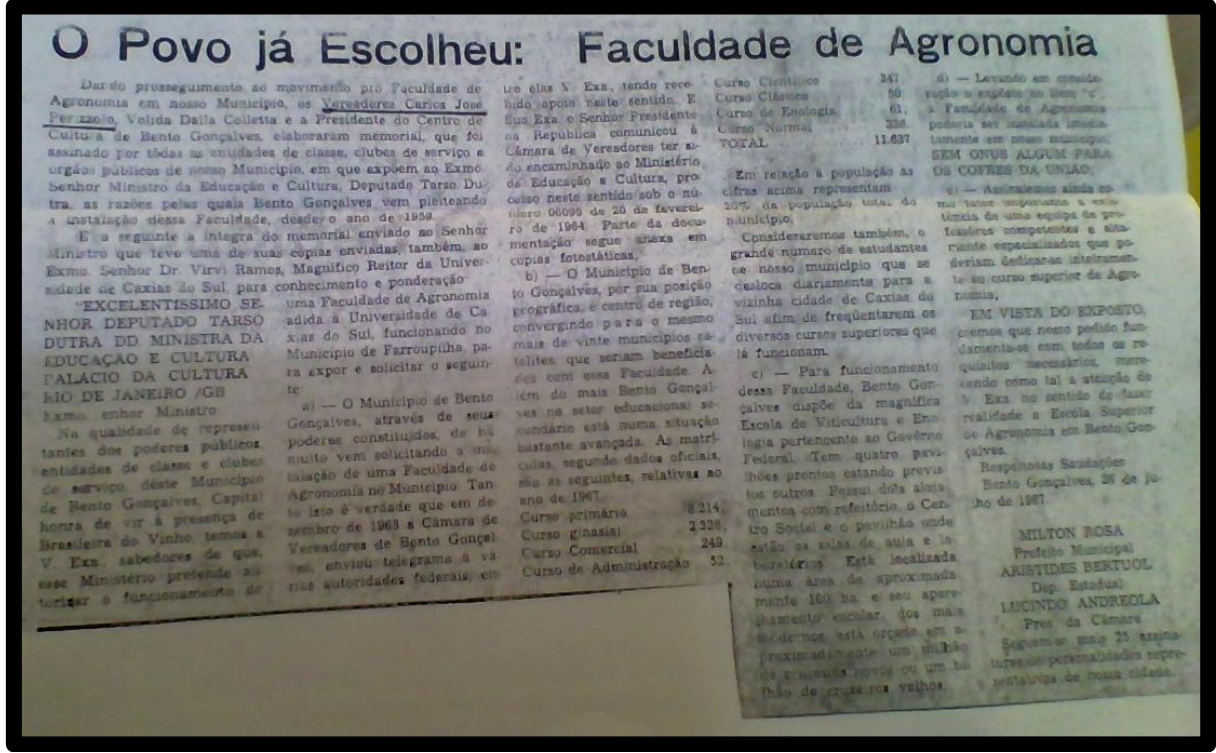 O Povo já Escolheu: Faculdade de Agronomia
Dando prosseguimento ao movimento pró Faculdade de
Agronomia em nosso Município, os Vereadores Carlos José
Perizzolo, Volida Dalla Colletta e a Presidente do Centro de
Cultura de Bento Gonçalves, elaboraram memorial, que foi
assinado por tôdas as entidades de classe, clubes de serviço e
orgãos públicos de nosso Município, em que expõem ao Exmo
Senhor Ministro da Educação e Cultura, Deputado Tarso Du-
tra, as razões pelas quais Bento Gonçalves vem pleiteando
a instalação dessa Faculdade, desde o ano de
E a seguinte a integra do memorial enviado ao Senhor
Ministro que teve uma de suas cópias enviadas, também, ao
Exmo. Senhor Dr. Virvi Ramos, Magnífico Reitor da Univer-
sidade de Caxias do Sul, para conhecimento e ponderação
"EXCELENTISSIMO SE-
NHOR DEPUTADO TARSO
DUTRA DD MINISTRA DA
EDUCAÇAO E CULTURA
PALACIO DA CULTURA
RIO DE JANEIRO /GB
Exmo. enhor Ministro
Na qualidade de represen
tantes dos poderes públicos
entidades de classe e clubes
de serviço, dêste Município
de Bento Gonçalves, Capital
Brasileira do Vinho, temos a
honra de vir à presença de
V. Exa., sabedores de que,
esse Ministério pretende au
torizar o funcionamento de
uma Faculdade de Agronomia
adida à Universidade de Ca
xias do Sul, funcionando no
Município de Farroupilha, pa-
ra expor e solicitar o seguin-
te
a) — O Município de Bento
Gonçalves, através de seus
poderes constituidos, de há
muito vem solicitando a ins
talação de uma Faculdade de
Agronomia no Município. Tan-
to isto é verdade que em de-
zembro de 1963 a Câmara de
Vereadores de Bento Gonçal
ves, enviou telegrama à vá-
rias autoridades federais, en
tre elas V. Exa., tendo rece
bido apoio neste sentido. E
Sua Exa o Senhor Presidente
da República comunicou à
Câmara de Vereadores ter si-
do encaminhado ao Ministério
da Educação e Cultura, pro
cesso neste sentido sob o nú-
mero 06095 de 20 de feverei-
ro de 1964. Parte da docu
mentação segue anexa em
copias fotostáticas,
b) — O Município de Ben-
to Gonçalves, por sua posição
geográfica, é centro de região,
convergindo para o mesmo
mais de vinte municípios sa-
telites, que seriam beneficia-
dos com essa Faculdade. A-
lém do mais Bento Gonçal-
ves no setor educacional se-
cundário está numa situação
bastante avançada. As matri-
culas, segundo dados oficiais,
são as seguintes, relativas ao
ano de 1967.
Curso primário 8.214,
Curso ginasial 2.328,
Curso Comercial 249
Curso de Administração 52,
Curso Cientifico 347
Curso Clássico 50,
Curso de Enologia 61,
Curso Normal
TOTAL 11.637
Em relação à população as
cifras acima representam
20% da população total do
município.
Consideraremos também, o
grande numero de estudantes
de nosso município que se
desloca diariamente para a
vizinha cidade de Caxias do
Sul afim de freqüentarem os
diversos cursos superiores que
lá funcionam.
c) — Para funcionamento
dessa Faculdade, Bento Gon-
çalves dispõe da magnífica
Escola de Viticultura e Eno
logia pertencente ao Govêrno
Federal. Tem quatro pavi
lhões prontos estando previs
tos outros. Possui dois aloja
mentos com refeitório, o Cen
tro Social e o pavilhão onde
estão as salas de aula e la
boratórios. Está localizada
numa área de aproximada
mente 100 ha. e seu apare-
lhamento escolar, dos mais
modernos, está orçado em a-
proximadamente um milhão
de cruzeiros novos ou um bi
lhão de cruzeiros velhos.
d) — Levando em conside-
ração o expôsto no item "c",
a Faculdade de Agronomia
poderia ser instalada imedia-
tamente em nosso município,
SEM ONUS ALGUM PARA
OS COFRES DA UNIAO;
e) — Assinalemos ainda co-
mo fator importante a exis-
tência de uma equipe de pro
fessôres competentes e alta-
mente especializados que po-
deriam dedicar-se inteiramen-
te ao curso superior de Agro-
nomia,
EM VISTA DO EXPOSTO,
cremos que nosso pedido fun-
damenta-se com todos os re-
quisitos necessários, mere-
cendo como tal a atenção de
V. Exa no sentido de fazer
realidade a Escola Superior
de Agronomia em Bento Gon-
çalves.
Respeitosas Saudações
Bento Gonçalves, 26 de ju-
lho de 1967.
MILTON ROSA
Prefeito Municipal
ARISTIDES BERTUOL
Dep. Estadual
LUCINDO ANDREOLA
Pres da Câmara
Seguem-se mais 25 assina-
turas de personalidades repre-
sentativas de nossa cidade.